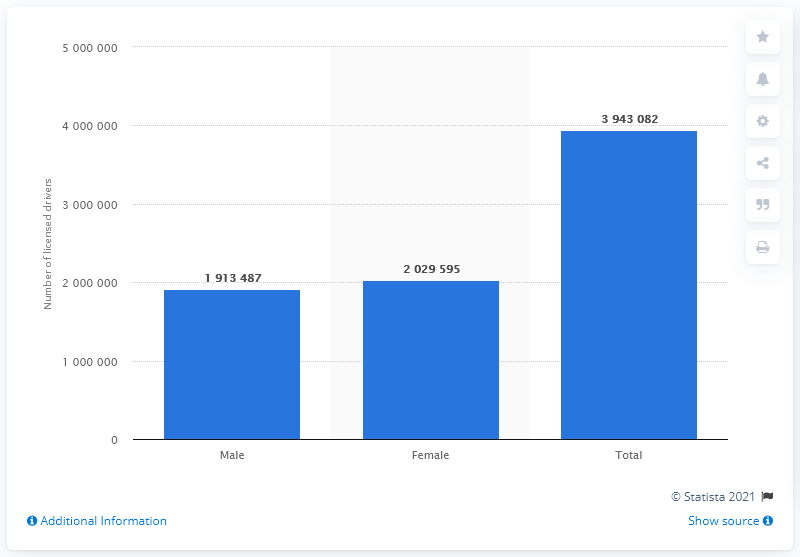 5 000 000
4 000 000
3 000 000
2 000 000
1 000 000
0
Number of licensed drivers
1 913 487
2 029 595
3 943 082
Male
Female
Total
© Statista 2021
Additional Information
Show source